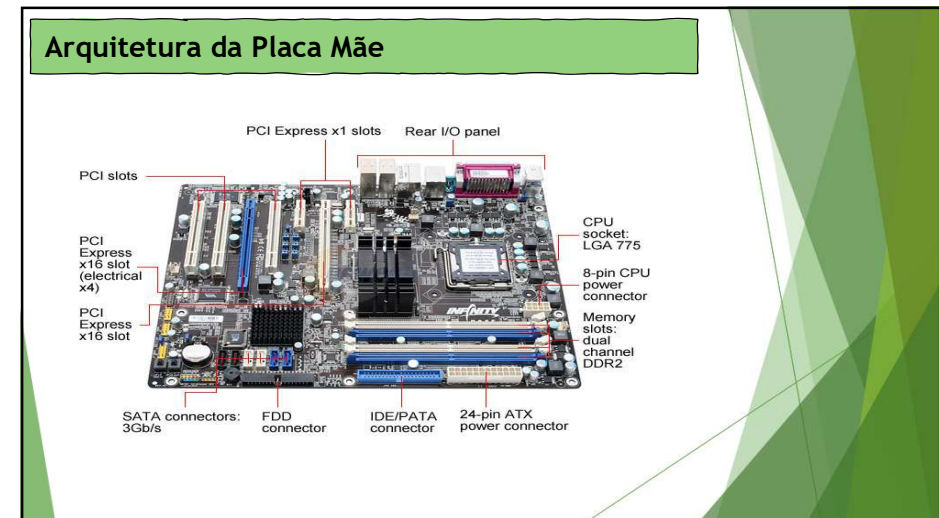 Arquitetura da Placa Mãe
PCI Express x1 slots
Rear I/O panel
PCI slots
CPU
socket:
LGA 775
PCI
Express
x16 slot
(electrical
x4)
8-pin CPU
power
connector
PCI
Express
x16 slot
INFINITY
Memory
slots:
dual
channel
DDR2
SATA connectors:
3Gb/s
FDD
connector
IDE/PATA
connector
24-pin ATX
power connector